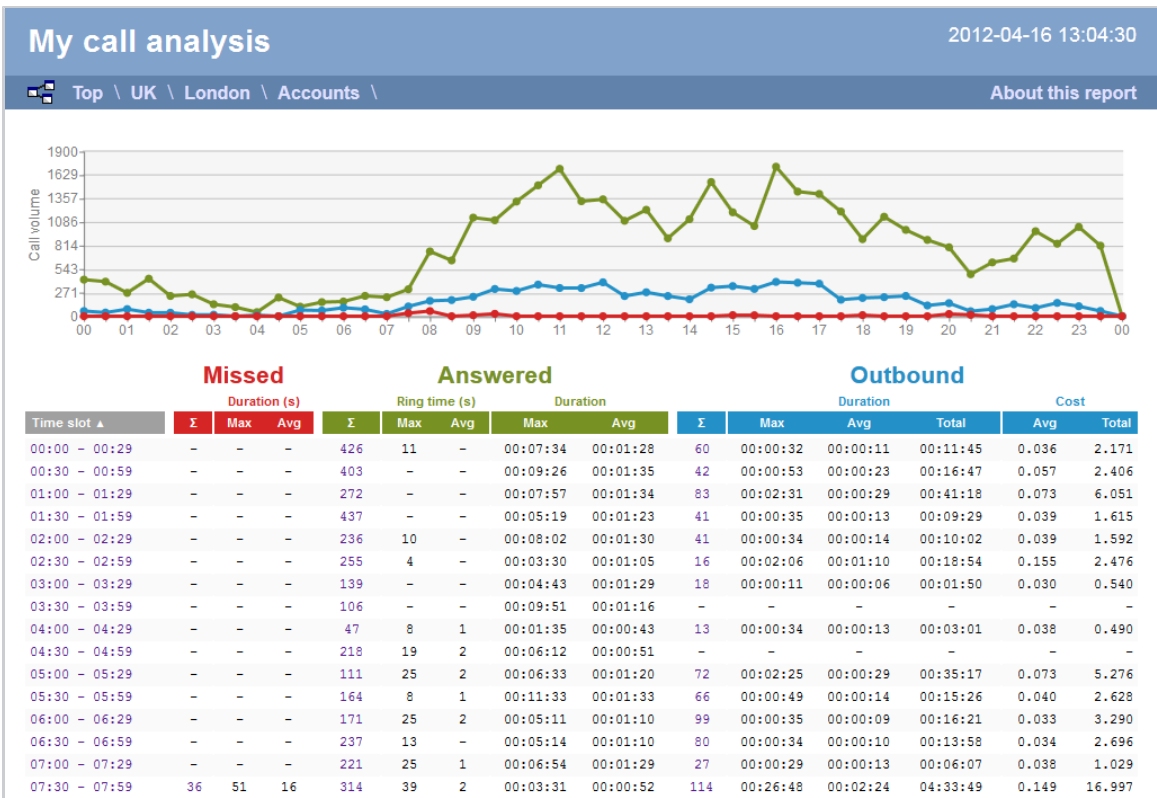 My call analysis 2012-04-16 13:04:30
Top \ UK \ London \ Accounts \ About this report
1900
1629
1357
1086
814
543
271
0
Call volume
00 01 02 03 04 05 06 07 08 09 10 11 12 13 14 15 16 17 18 19 20 21 22 23 00
Missed Answered Outbound
Duration (s) Ring time (s) Duration Duration Cost
Time slot ▲ Σ Max Avg Σ Max Avg Max Avg Σ Max Avg Total Avg Total
00:00 - 00:29 - - - 426 11 - 00:07:34 00:01:28 60 00:00:32 00:00:11 00:11:45 0.036 2.171
00:30 - 00:59 - - - 403 - - 00:09:26 00:01:35 42 00:00:53 00:00:23 00:16:47 0.057 2.406
01:00 - 01:29 - - - 272 - - 00:07:57 00:01:34 83 00:02:31 00:00:29 00:41:18 0.073 6.051
01:30 - 01:59 - - - 437 - - 00:05:19 00:01:23 41 00:00:35 00:00:13 00:09:29 0.039 1.615
02:00 - 02:29 - - - 236 10 - 00:08:02 00:01:30 41 00:00:34 00:00:14 00:10:02 0.039 1.592
02:30 - 02:59 - - - 255 4 - 00:03:30 00:01:05 16 00:02:06 00:01:10 00:18:54 0.155 2.476
03:00 - 03:29 - - - 139 - - 00:04:43 00:01:29 18 00:00:11 00:00:06 00:01:50 0.030 0.540
03:30 - 03:59 - - - 106 - - 00:09:51 00:01:16 - - - - - -
04:00 - 04:29 - - - 47 8 1 00:01:35 00:00:43 13 00:00:34 00:00:13 00:03:01 0.038 0.490
04:30 - 04:59 - - - 218 19 2 00:06:12 00:00:51 - - - - - -
05:00 - 05:29 - - - 111 25 2 00:06:33 00:01:20 72 00:02:25 00:00:29 00:35:17 0.073 5.276
05:30 - 05:59 - - - 164 8 1 00:11:33 00:01:33 66 00:00:49 00:00:14 00:15:26 0.040 2.628
06:00 - 06:29 - - - 171 25 2 00:05:11 00:01:10 99 00:00:35 00:00:09 00:16:21 0.033 3.290
06:30 - 06:59 - - - 237 13 - 00:05:14 00:01:10 80 00:00:34 00:00:10 00:13:58 0.034 2.696
07:00 - 07:29 - - - 221 25 1 00:06:54 00:01:29 27 00:00:29 00:00:13 00:06:07 0.038 1.029
07:30 - 07:59 36 51 16 314 39 2 00:03:31 00:00:52 114 00:26:48 00:02:24 04:33:49 0.149 16.997